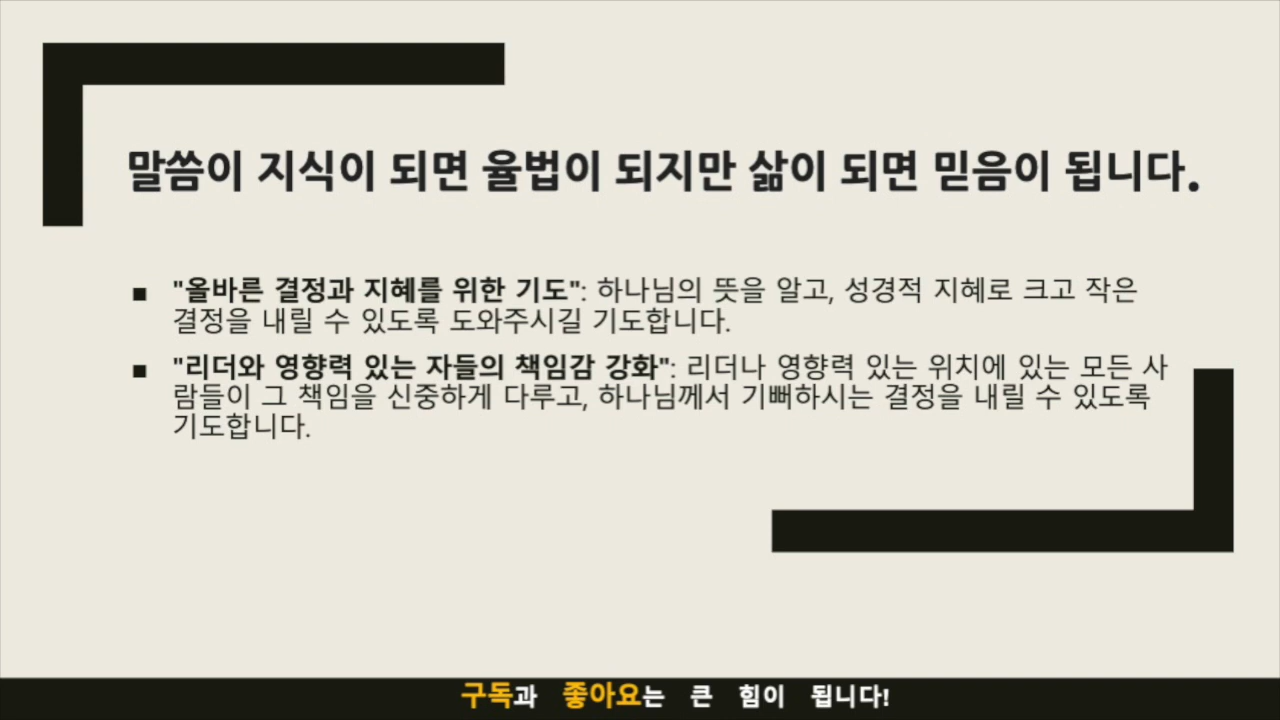 말씀이 지식이 되면 율법이 되지만 삶이 되면 믿음이 됩니다.
■ "올바른 결정과 지혜를 위한 기도": 하나님의 뜻을 알고, 성경적 지혜로 크고 작은
결정을 내릴 수 있도록 도와주시길 기도합니다.
■ "리더와 영향력 있는 자들의 책임감 강화": 리더나 영향력 있는 위치에 있는 모든 사
람들이 그 책임을 신중하게 다루고, 하나님께서 기뻐하시는 결정을 내릴 수 있도록
기도합니다.
구독과 좋아요는 큰 힘이 됩니다!